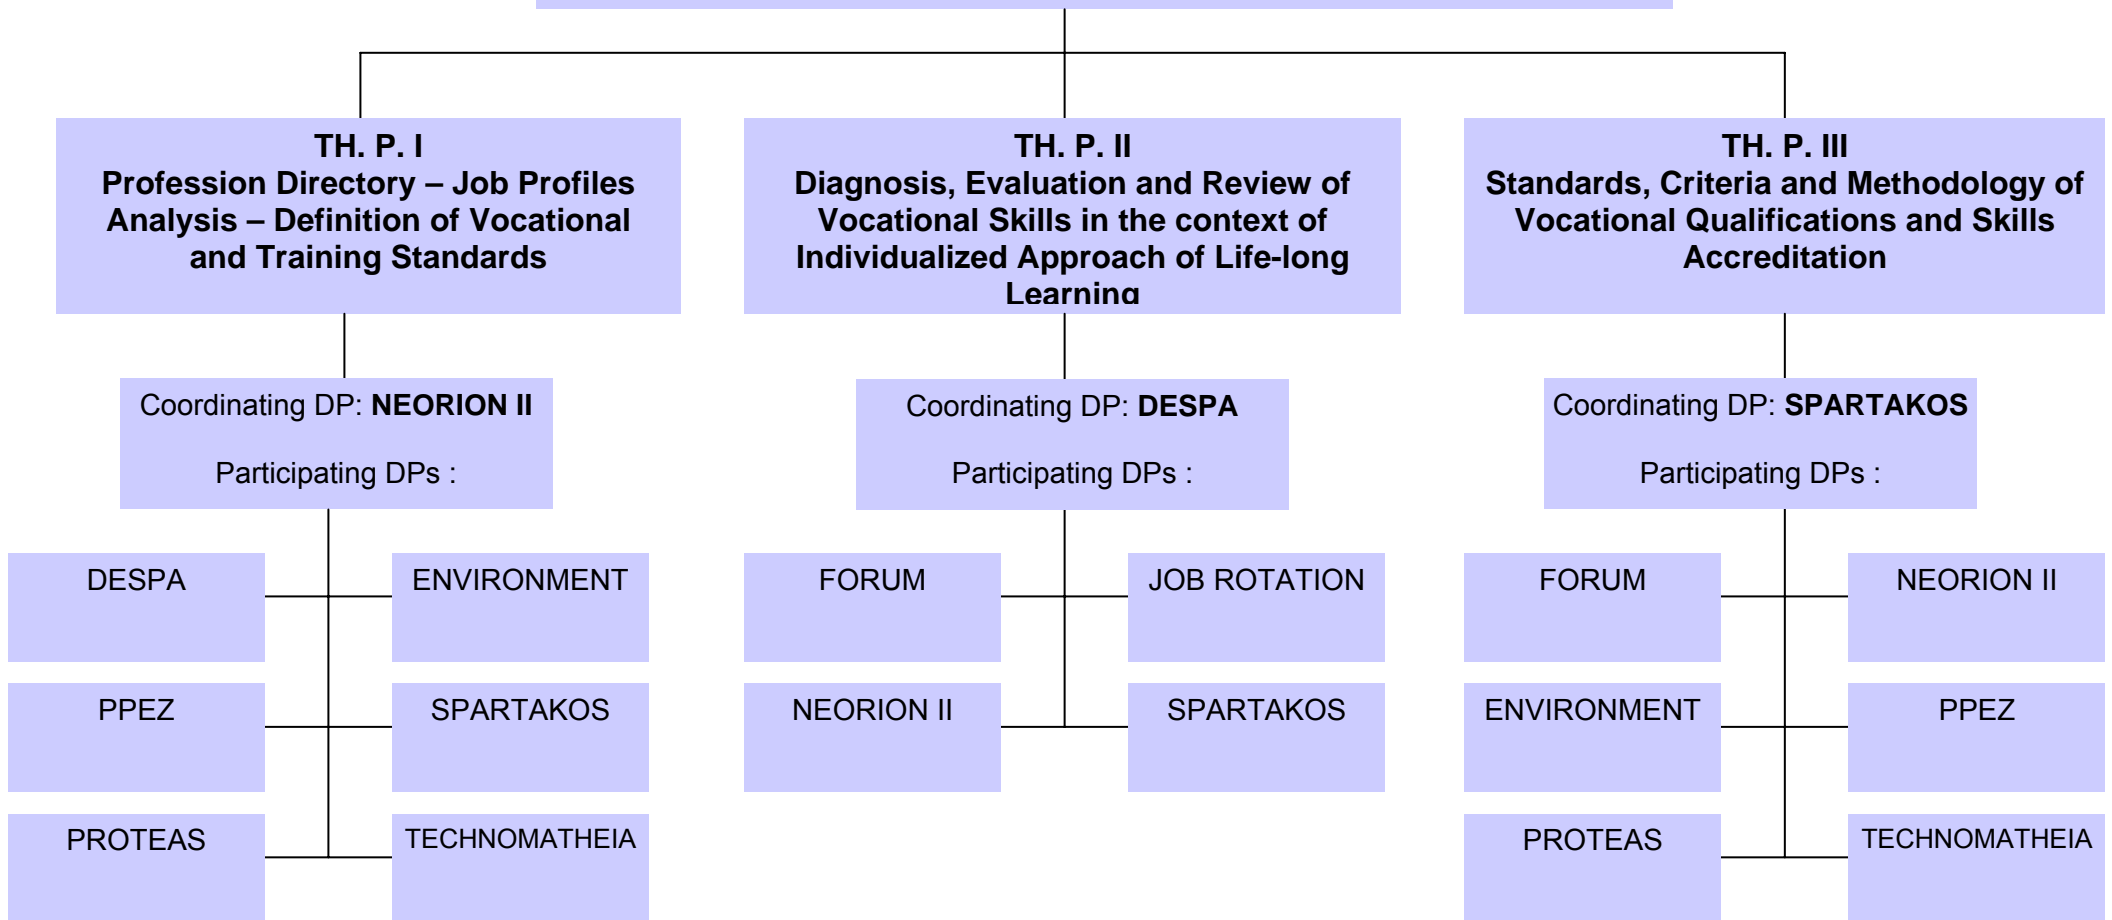 TH. P. I
Profession Directory – Job Profiles
Analysis – Definition of Vocational
and Training Standards
TH. P. II
Diagnosis, Evaluation and Review of
Vocational Skills in the context of
Individualized Approach of Life-long
Learning
TH. P. III
Standards, Criteria and Methodology of
Vocational Qualifications and Skills
Accreditation
Coordinating DP: NEORION II
Participating DPs :
Coordinating DP: DESPA
Participating DPs :
Coordinating DP: SPARTAKOS
Participating DPs :
DESPA
ENVIRONMENT
PPEZ
SPARTAKOS
PROTEAS
TECHNOMATHEIA
FORUM
JOB ROTATION
NEORION II
SPARTAKOS
FORUM
NEORION II
ENVIRONMENT
PPEZ
PROTEAS
TECHNOMATHEIA